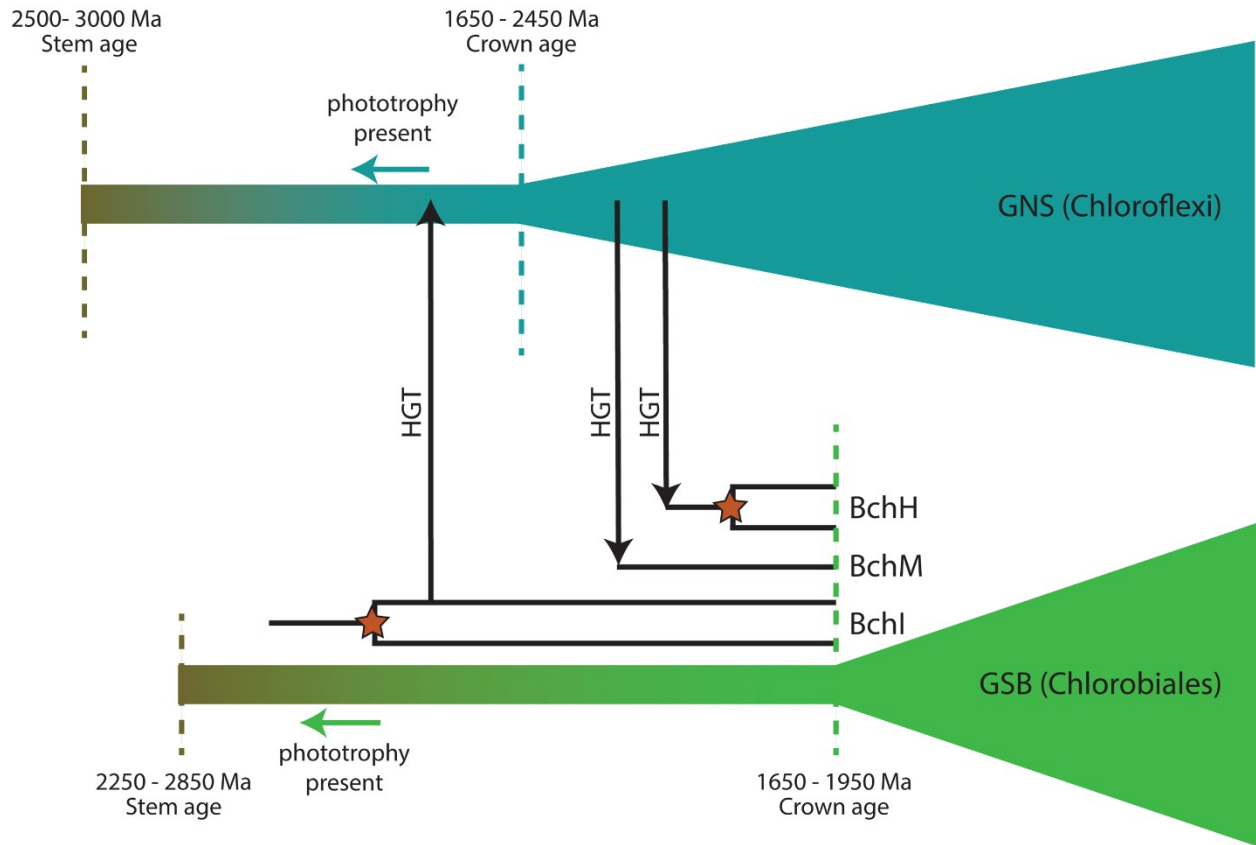 2500- 3000 Ma
Stem age
1650 - 2450 Ma
Crown age
phototrophy
present
GNS (Chloroflexi)
HGT
HGT
HGT
BchH
BchM
BchI
GSB (Chlorobiales)
phototrophy
present
2250 - 2850 Ma
Stem age
1650 - 1950 Ma
Crown age